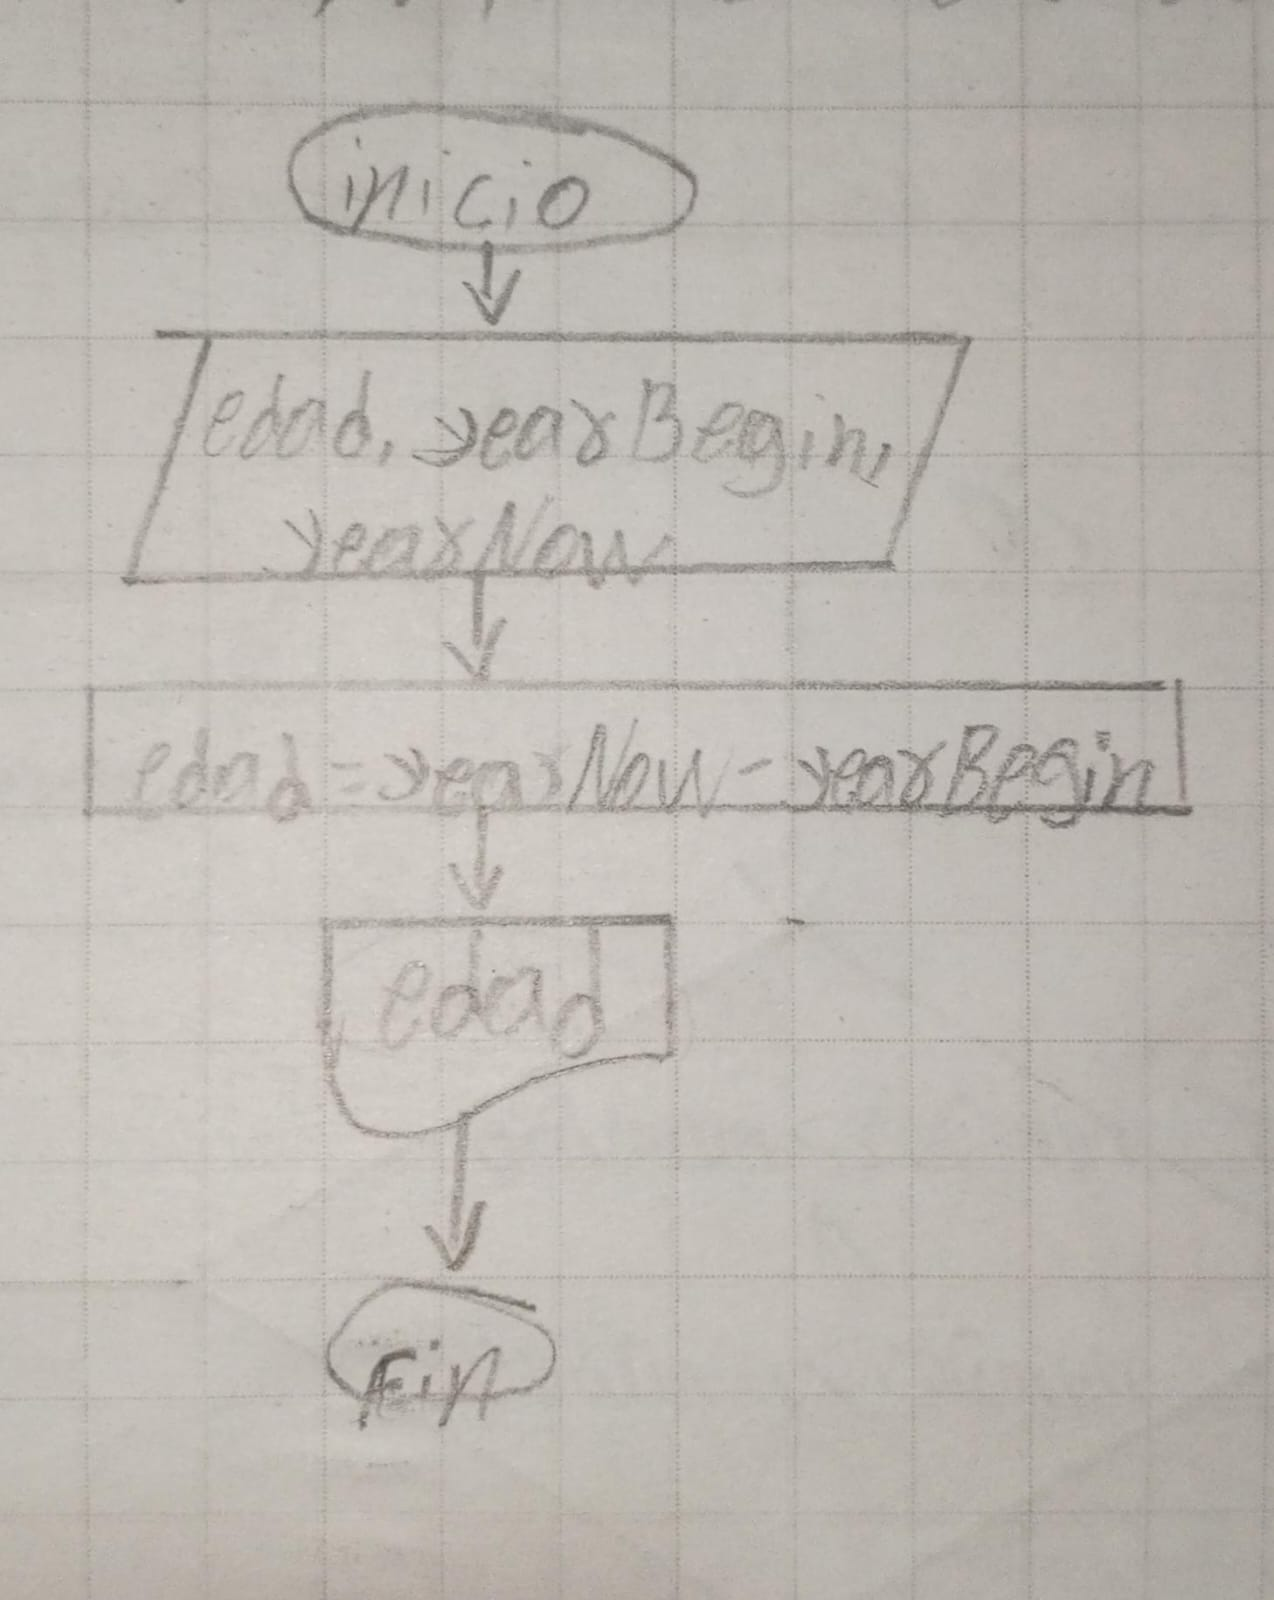 inicio
edad, yearBegin,
yearNow
edad=yearNow-yearBegin
edad
Fin